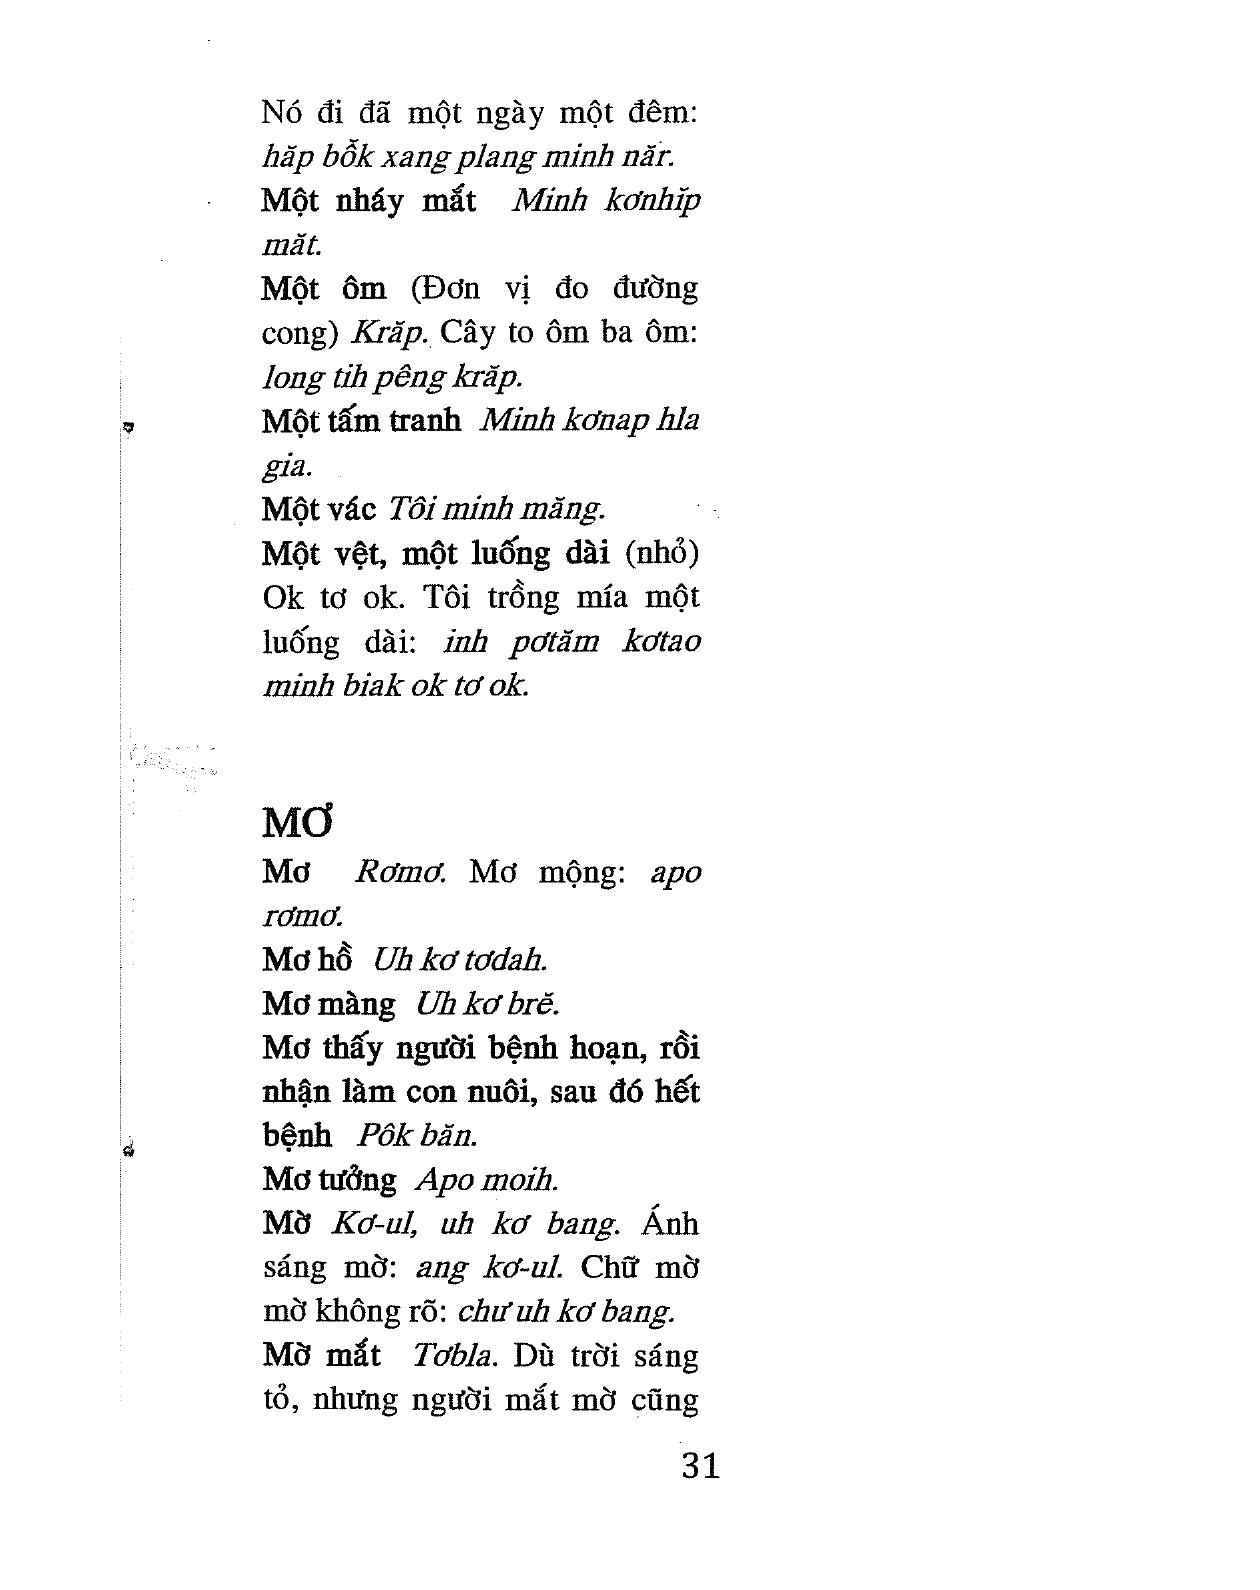 Nó đi đã một ngày một đêm:
hăp bỗk xang plang minh năr.
Một nháy mắt Minh kơnhĭp
măt.
Một ôm (Đơn vị đo đường
cong) Krăp. Cây to ôm ba ôm:
long tih pêng krăp.
Một tấm tranh Minh kơnap hla
gia.
Một vác Tôi minh măng.
Một vệt, một luống dài (nhỏ)
Ok tơ ok. Tôi trồng mía một
luống dài: inh pơtăm kơtao
minh biak ok tơ ok.
MƠ
Mơ Rơmơ. Mơ mộng: apo
rơmơ.
Mơ hồ Uh kơ tơdah.
Mơ màng Uh kơ brĕ.
Mơ thấy người bệnh hoạn, rồi
nhận làm con nuôi, sau đó hết
bệnh Pôk băn.
Mơ tưởng Apo moih.
Mờ Kơ-ul, uh kơ bang. Ánh
sáng mờ: ang kơ-ul. Chữ mờ
mờ không rõ: chư uh kơ bang.
Mờ mắt Tơbla. Dù trời sáng
tỏ, nhưng người mắt mờ cũng
31